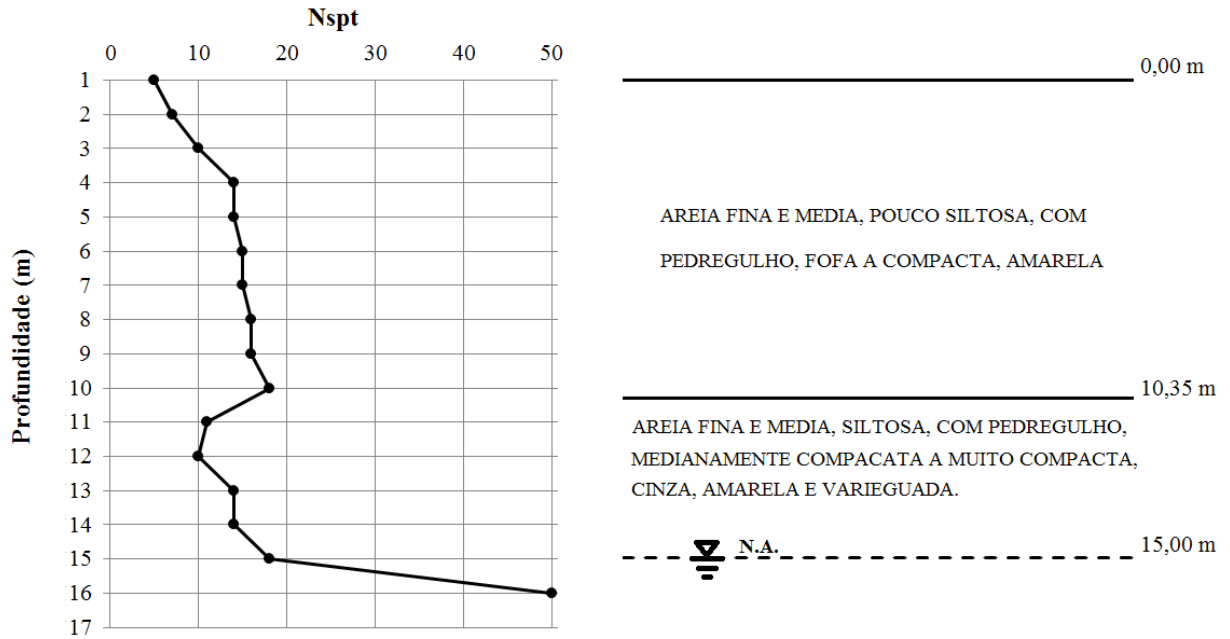 Nspt
0 10 20 30 40 50
Profundidade (m)
1
2
3
4
5
6
7
8
9
10
11
12
13
14
15
16
17
0,00 m
AREIA FINA E MEDIA, POUCO SILTOSA, COM
PEDREGULHO, FOFA A COMPACTA, AMARELA
10,35 m
AREIA FINA E MEDIA, SILTOSA, COM PEDREGULHO,
MEDIANAMENTE COMPACATA A MUITO COMPACTA,
CINZA, AMARELA E VARIEGUADA.
N.A.
15,00 m